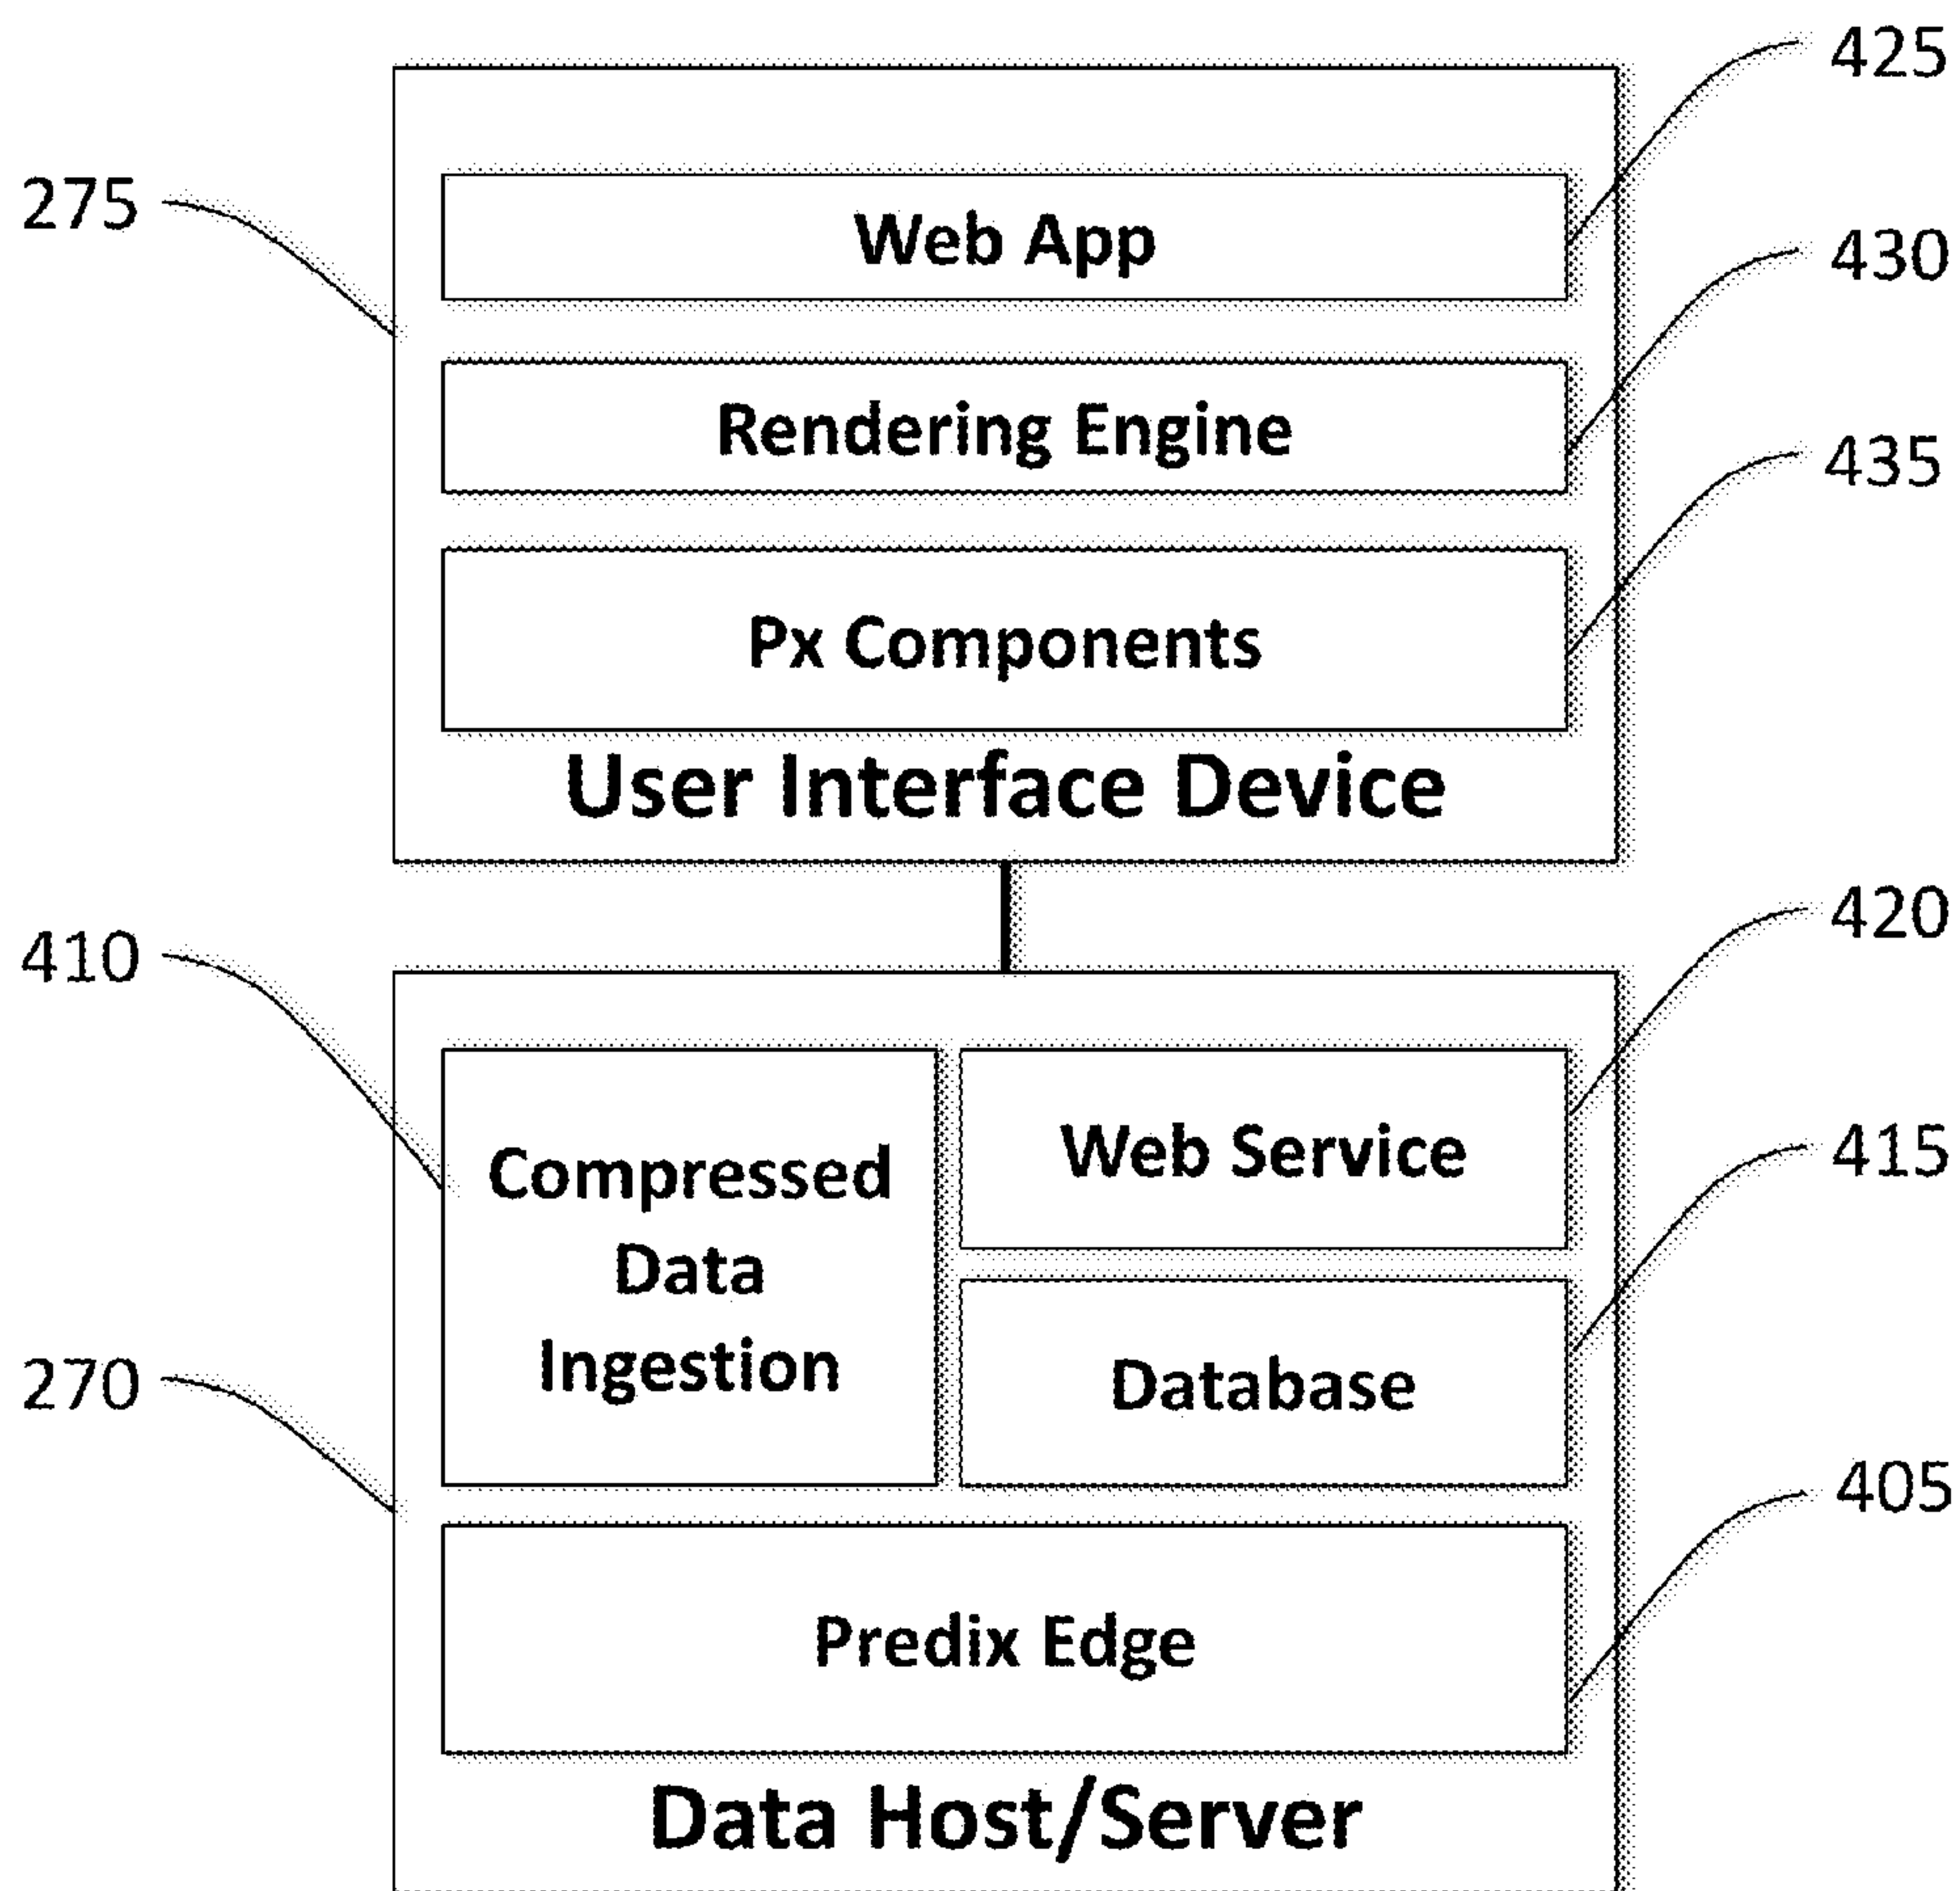 425
275
Web App
430
Rendering Engine
435
Px Components
User Interface Device
420
410
Web Service
415
Compressed
Data
Ingestion
Database
270
405
Predix Edge
Data Host/Server